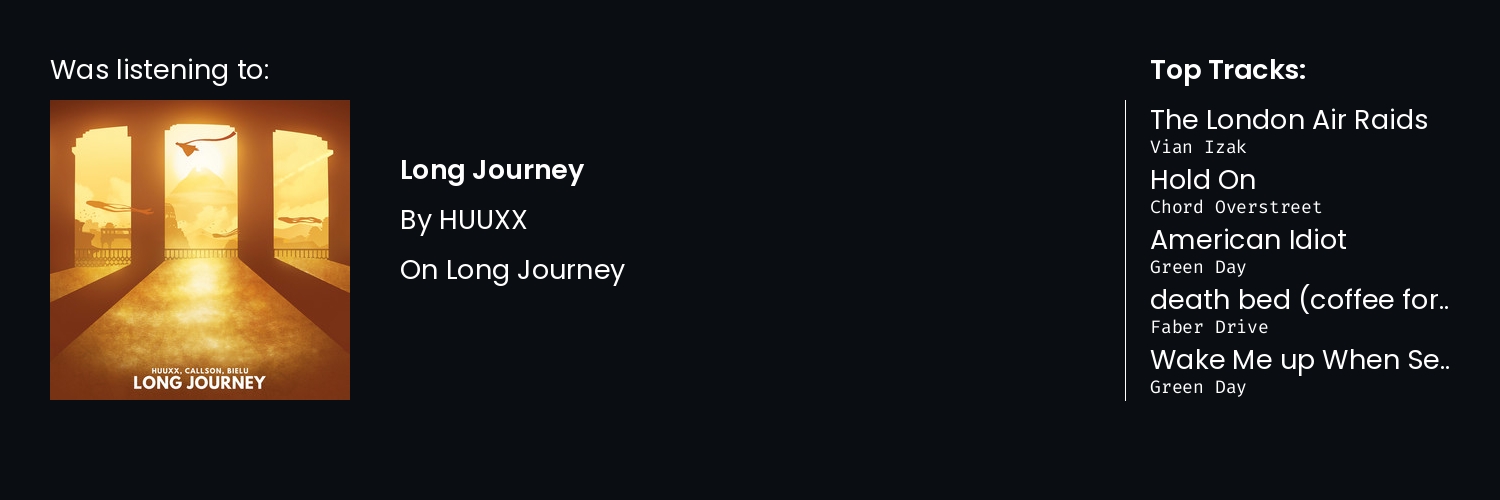 Was listening to:
HUUXX, CALLSON, BIELU
LONG JOURNEY
Long Journey
By HUUXX
On Long Journey
Top Tracks:
The London Air Raids
Vian Izak
Hold On
Chord Overstreet
American Idiot
Green Day
death bed (coffee for..
Faber Drive
Wake Me up When Se..
Green Day